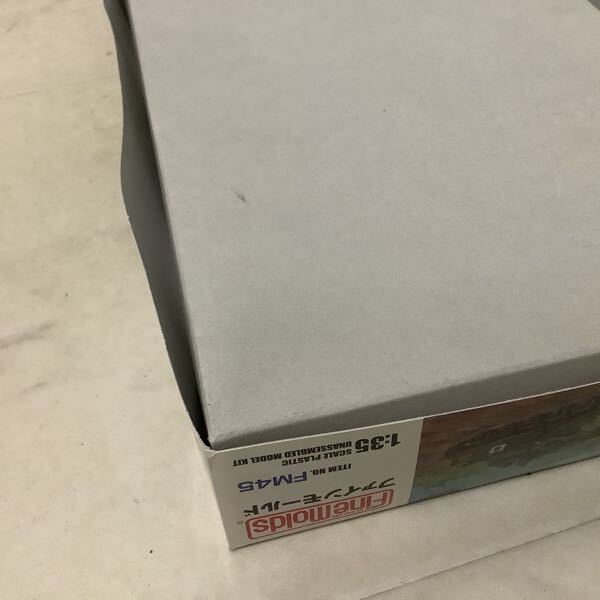 FineMolds®
ファインモールド
ITEM NO. FM45
1:35 SCALE PLASTIC
UNASSEMBLED MODEL KIT